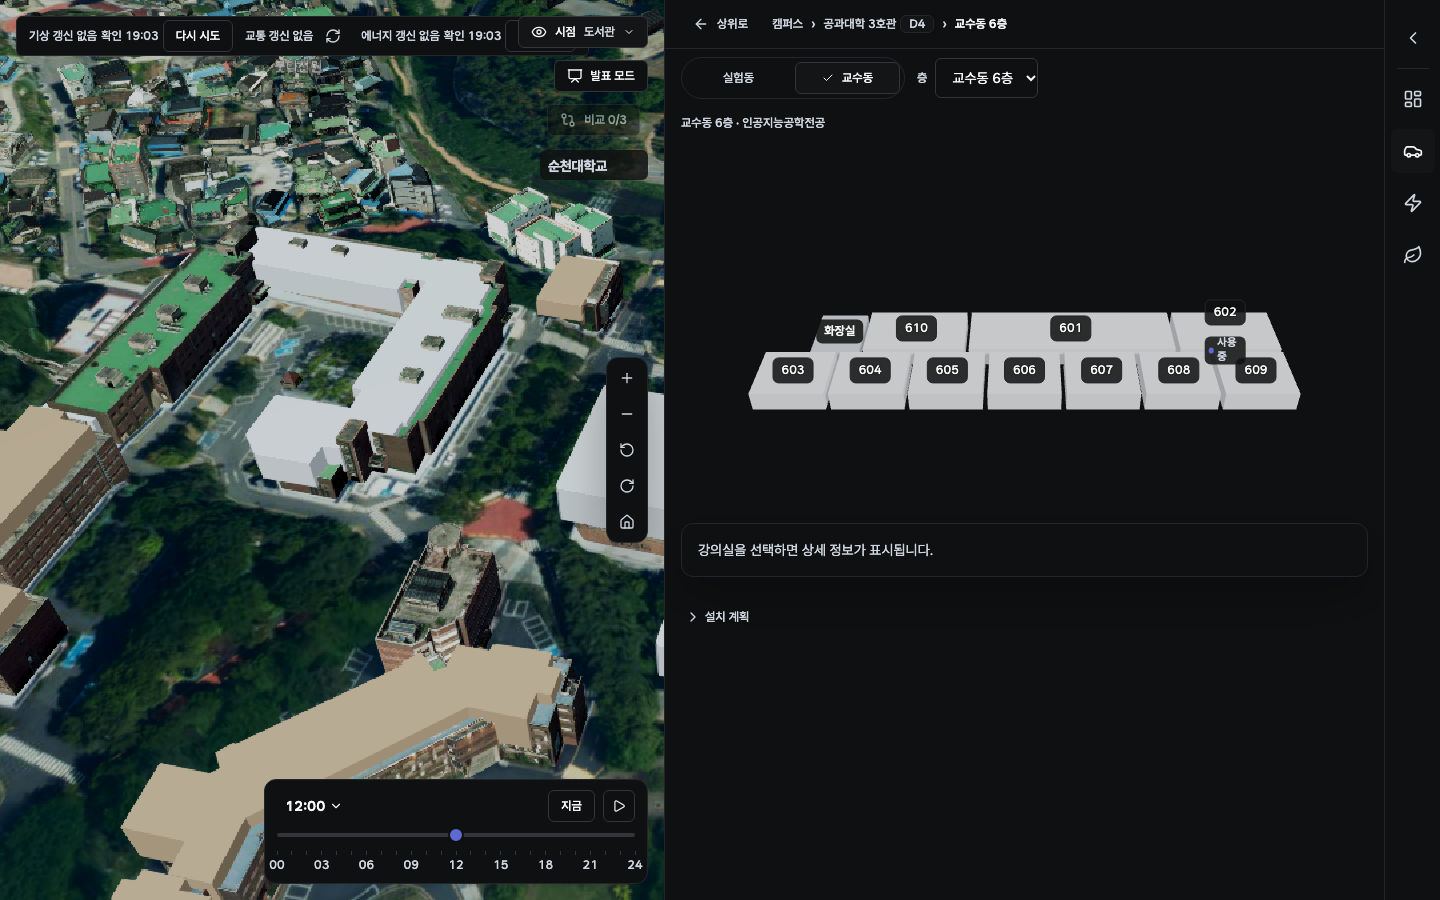 기상 갱신 없음 확인 19:03 다시 시도 교통 갱신 없음 에너지 갱신 없음 확인 19:03
시점 도서관
발표 모드
비교 0/3
순천대학교
12:00 지금
00 03 06 09 12 15 18 21 24
상위로 캠퍼스 › 공과대학 3호관 D4 › 교수동 6층
실험동 교수동 층 교수동 6층
교수동 6층 · 인공지능공학전공
화장실 610 601 602
사용
중
603 604 605 606 607 608 609
강의실을 선택하면 상세 정보가 표시됩니다.
설치 계획